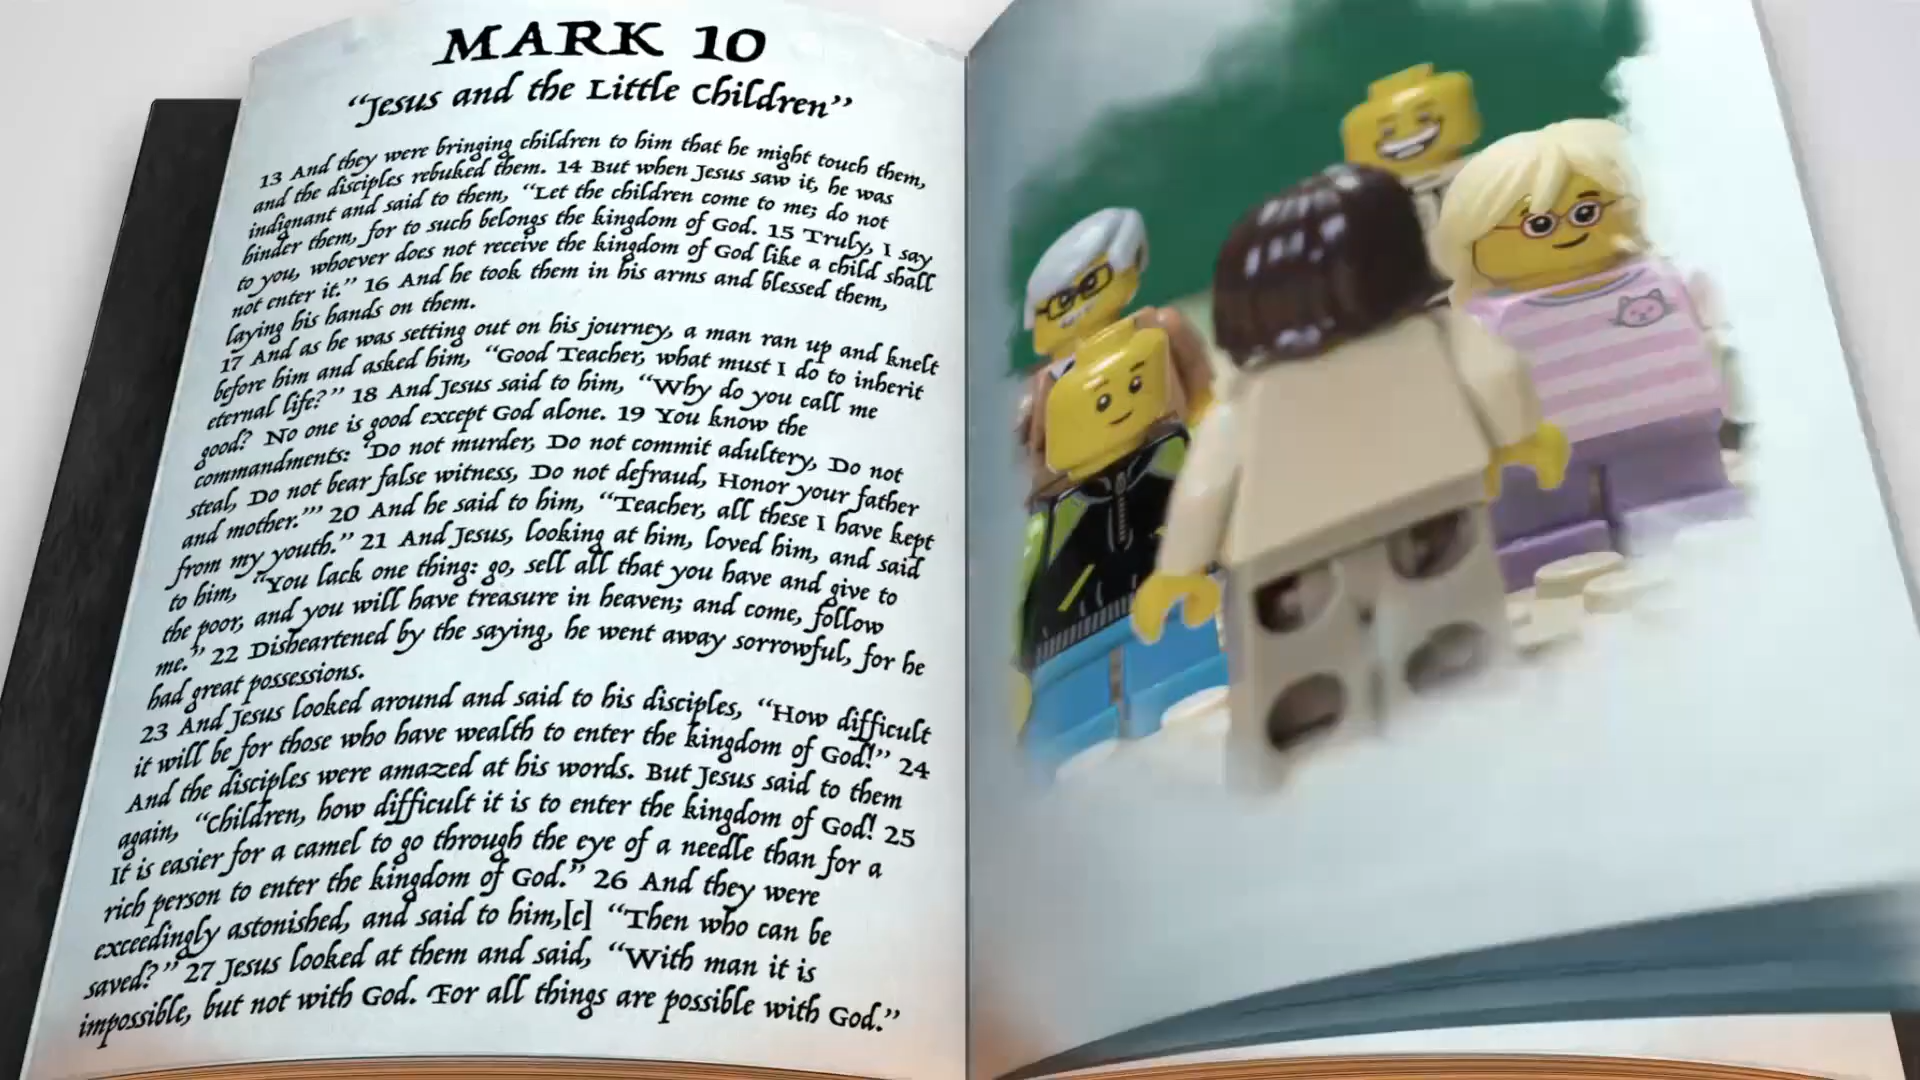 MARK 10
“Jesus and the Little Children”
13 And they were bringing children to him that he might touch them,
and the disciples rebuked them. 14 But when Jesus saw it, he was
indignant and said to them, “Let the children come to me; do not
hinder them, for to such belongs the kingdom of God. 15 Truly, I say
to you, whoever does not receive the kingdom of God like a child shall
not enter it.” 16 And he took them in his arms and blessed them,
laying his hands on them.
17 And as he was setting out on his journey, a man ran up and knelt
before him and asked him, “Good Teacher, what must I do to inherit
eternal life?” 18 And Jesus said to him, “Why do you call me
good? No one is good except God alone. 19 You know the
commandments: ‘Do not murder, Do not commit adultery, Do not
steal, Do not bear false witness, Do not defraud, Honor your father
and mother.’” 20 And he said to him, “Teacher, all these I have kept
from my youth.” 21 And Jesus, looking at him, loved him, and said
to him, “You lack one thing: go, sell all that you have and give to
the poor, and you will have treasure in heaven; and come, follow
me.” 22 Disheartened by the saying, he went away sorrowful, for he
had great possessions.
23 And Jesus looked around and said to his disciples, “How difficult
it will be for those who have wealth to enter the kingdom of God!” 24
And the disciples were amazed at his words. But Jesus said to them
again, “Children, how difficult it is to enter the kingdom of God! 25
It is easier for a camel to go through the eye of a needle than for a
rich person to enter the kingdom of God.” 26 And they were
exceedingly astonished, and said to him,[c] “Then who can be
saved?” 27 Jesus looked at them and said, “With man it is
impossible, but not with God. For all things are possible with God.”